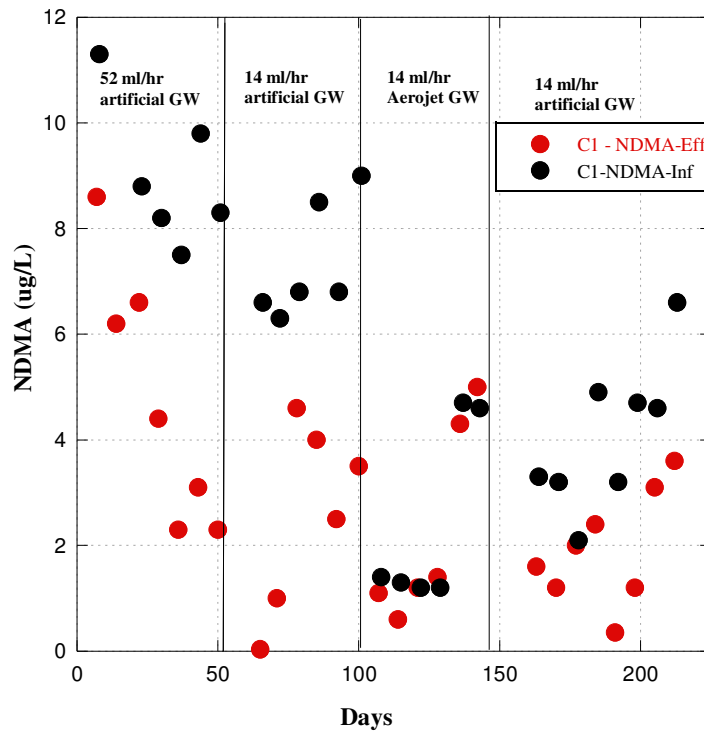 12
10
8
6
4
2
0
NDMA (ug/L)
52 ml/hr
artificial GW
14 ml/hr
artificial GW
14 ml/hr
Aerojet GW
14 ml/hr
artificial GW
C1 - NDMA-Eff
C1-NDMA-Inf
0 50 100 150 200
Days